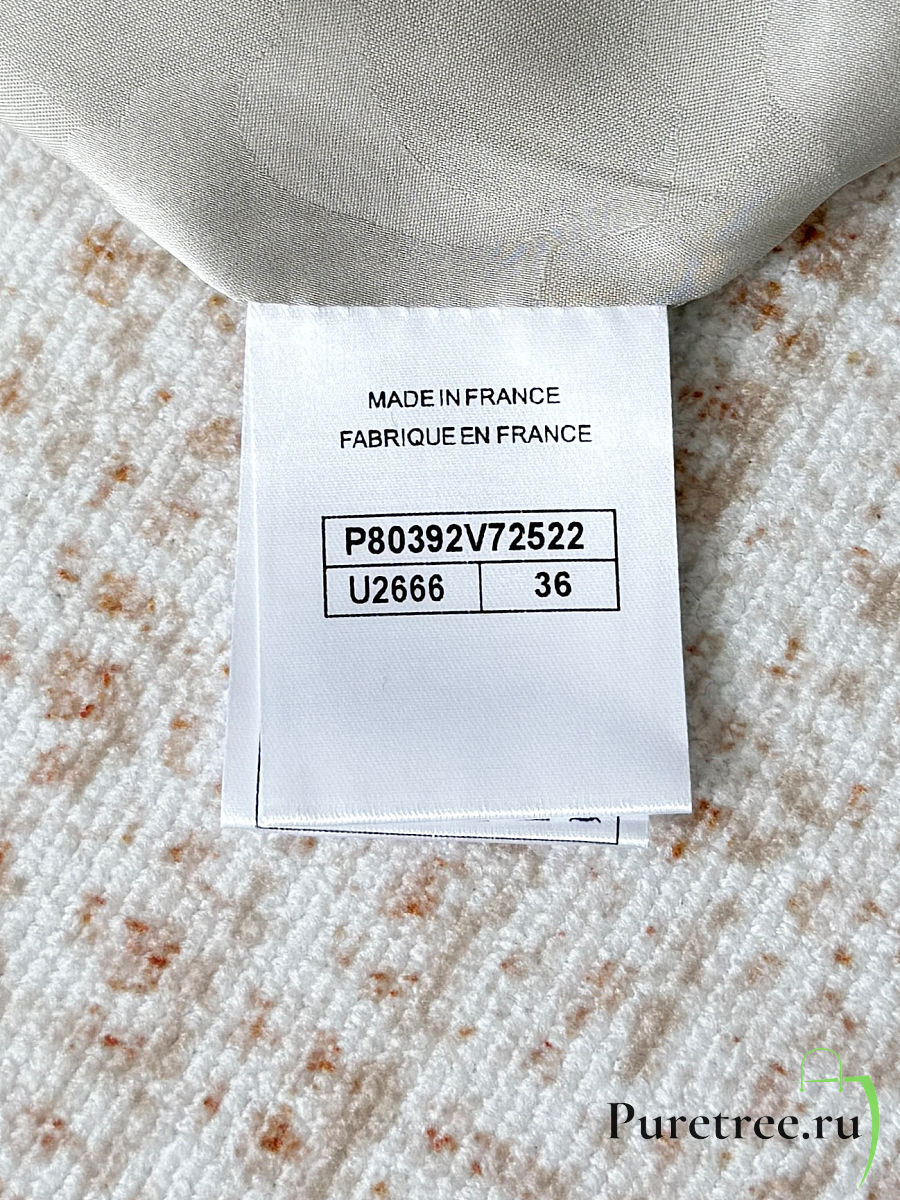 MADE IN FRANCE
FABRIQUE EN FRANCE
P80392V72522
U2666 36
Puretree.ru